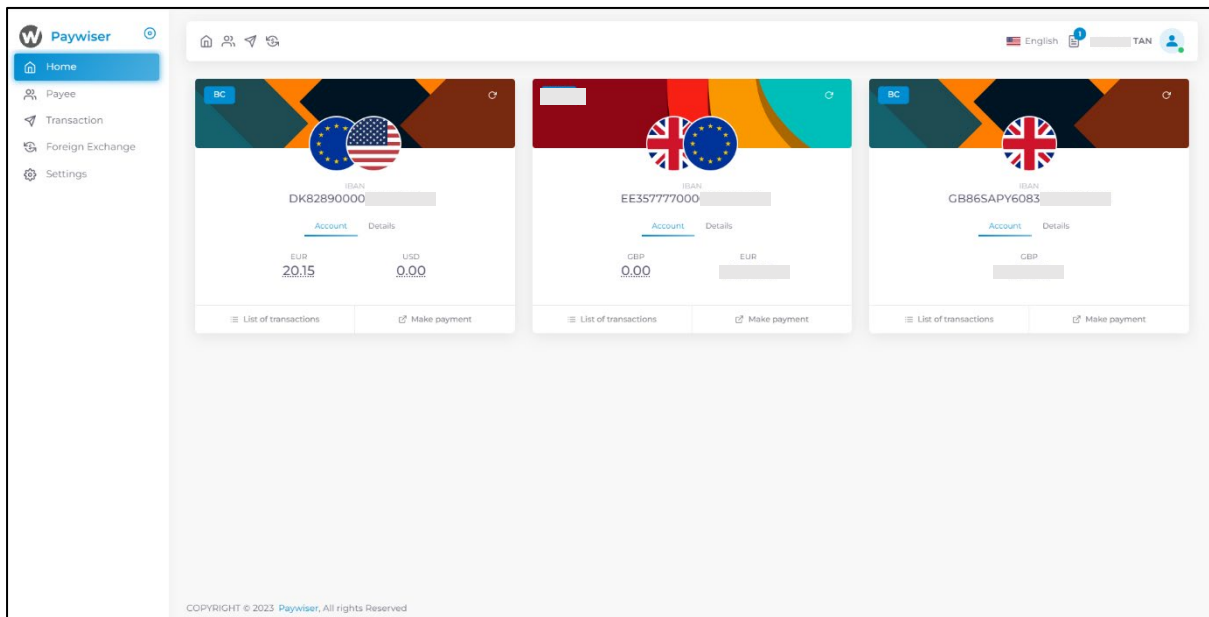 Paywiser
Home
Payee
Transaction
Foreign Exchange
Settings
English 1 TAN
BC
IBAN
DK82890000
Account Details
EUR USD
20.15 0.00
List of transactions Make payment
IBAN
EE357777000
Account Details
GBP EUR
0.00
List of transactions Make payment
BC
IBAN
GB86SAPY6083
Account Details
GBP
List of transactions Make payment
COPYRIGHT © 2023 Paywiser, All rights Reserved